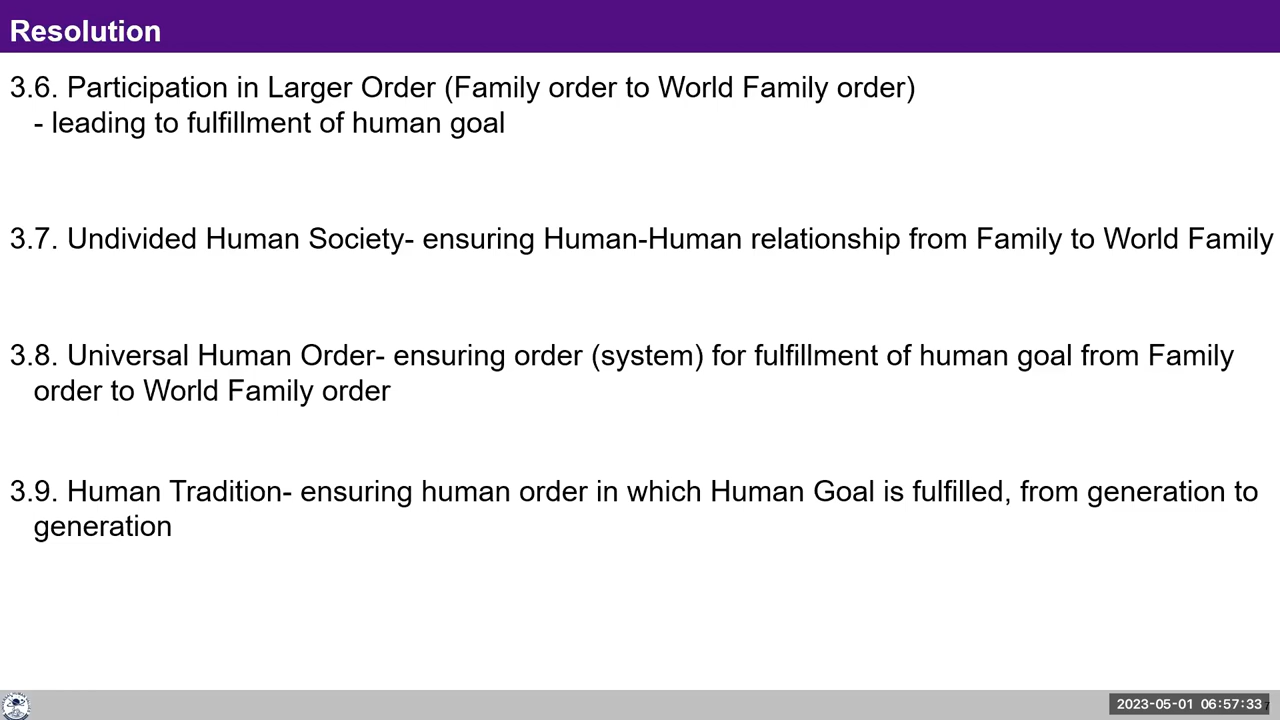 Resolution
3.6. Participation in Larger Order (Family order to World Family order)
- leading to fulfillment of human goal
3.7. Undivided Human Society- ensuring Human-Human relationship from Family to World Family
3.8. Universal Human Order- ensuring order (system) for fulfillment of human goal from Family
order to World Family order
3.9. Human Tradition- ensuring human order in which Human Goal is fulfilled, from generation to
generation
2023-05-01 06:57:33
7